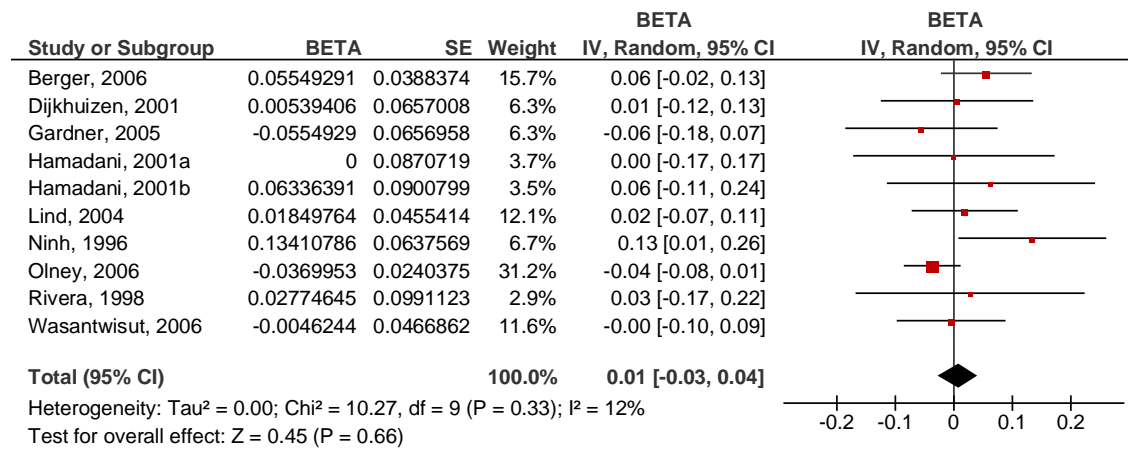 BETA BETA
Study or Subgroup BETA SE Weight IV, Random, 95% CI IV, Random, 95% CI
Berger, 2006 0.05549291 0.0388374 15.7% 0.06 [-0.02, 0.13]
Dijkhuizen, 2001 0.00539406 0.0657008 6.3% 0.01 [-0.12, 0.13]
Gardner, 2005 -0.0554929 0.0656958 6.3% -0.06 [-0.18, 0.07]
Hamadani, 2001a 0 0.0870719 3.7% 0.00 [-0.17, 0.17]
Hamadani, 2001b 0.06336391 0.0900799 3.5% 0.06 [-0.11, 0.24]
Lind, 2004 0.01849764 0.0455414 12.1% 0.02 [-0.07, 0.11]
Ninh, 1996 0.13410786 0.0637569 6.7% 0.13 [0.01, 0.26]
Olney, 2006 -0.0369953 0.0240375 31.2% -0.04 [-0.08, 0.01]
Rivera, 1998 0.02774645 0.0991123 2.9% 0.03 [-0.17, 0.22]
Wasantwisut, 2006 -0.0046244 0.0466862 11.6% -0.00 [-0.10, 0.09]
Total (95% CI) 100.0% 0.01 [-0.03, 0.04]
Heterogeneity: Tau² = 0.00; Chi² = 10.27, df = 9 (P = 0.33); I² = 12%
Test for overall effect: Z = 0.45 (P = 0.66)
-0.2 -0.1 0 0.1 0.2